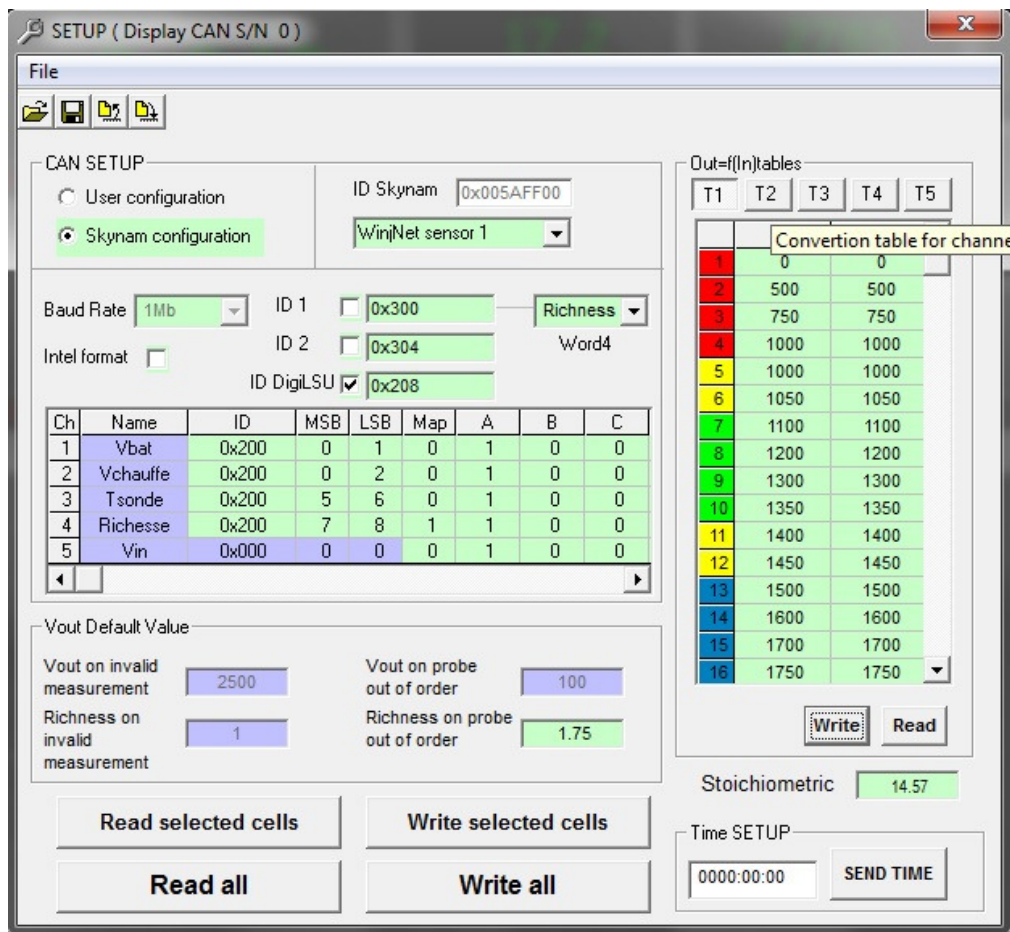 SETUP ( Display CAN S/N 0 )
x
File
CAN SETUP
User configuration
Skynam configuration
ID Skynam 0x005AFF00
WinjNet sensor 1
Baud Rate 1Mb
Intel format
ID 1 0x300
ID 2 0x304
ID DigiLSU 0x208
Richness
Word4
Ch Name ID MSB LSB Map A B C
1 Vbat 0x200 0 1 0 1 0 0
2 Vchauffe 0x200 0 2 0 1 0 0
3 Tsonde 0x200 5 6 0 1 0 0
4 Richesse 0x200 7 8 1 1 0 0
5 Vin 0x000 0 0 0 1 0 0
Vout Default Value
Vout on invalid
measurement
2500
Vout on probe
out of order
100
Richness on
invalid
measurement
1
Richness on probe
out of order
1.75
Read selected cells
Write selected cells
Read all
Write all
Out=f(In)tables
T1 T2 T3 T4 T5
Convertion table for channe
1 0 0
2 500 500
3 750 750
4 1000 1000
5 1000 1000
6 1050 1050
7 1100 1100
8 1200 1200
9 1300 1300
10 1350 1350
11 1400 1400
12 1450 1450
13 1500 1500
14 1600 1600
15 1700 1700
16 1750 1750
Write Read
Stoichiometric 14.57
Time SETUP
0000:00:00 SEND TIME